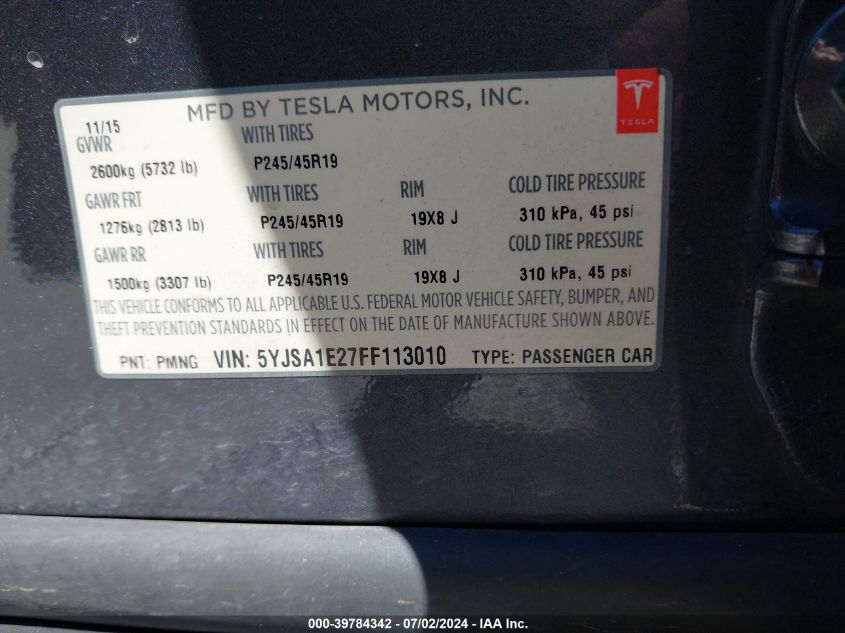 MFD BY TESLA MOTORS, INC.
TESLA
11/15
GVWR WITH TIRES
2600kg (5732 lb) P245/45R19
GAWR FRT WITH TIRES RIM COLD TIRE PRESSURE
1276kg (2813 lb) P245/45R19 19X8 J 310 kPa, 45 psi
GAWR RR WITH TIRES RIM COLD TIRE PRESSURE
1500kg (3307 lb) P245/45R19 19X8 J 310 kPa, 45 psi
THIS VEHICLE CONFORMS TO ALL APPLICABLE U.S. FEDERAL MOTOR VEHICLE SAFETY, BUMPER, AND
THEFT PREVENTION STANDARDS IN EFFECT ON THE DATE OF MANUFACTURE SHOWN ABOVE.
PNT: PMNG VIN: 5YJSA1E27FF113010 TYPE: PASSENGER CAR
000-39784342 - 07/02/2024 - IAA Inc.